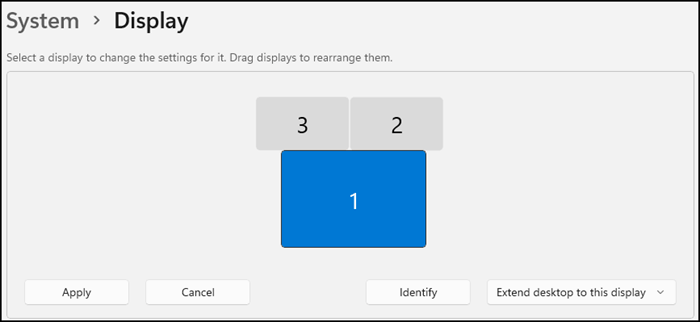 System > Display
Select a display to change the settings for it. Drag displays to rearrange them.
3 2
1
Apply Cancel Identify Extend desktop to this display